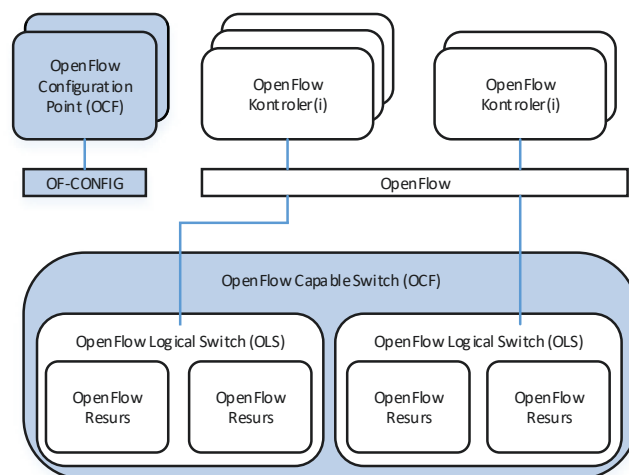 OpenFlow
Configuration
Point (OCF)
OpenFlow
Kontroler(i)
OpenFlow
Kontroler(i)
OF-CONFIG
OpenFlow
OpenFlow Capable Switch (OCF)
OpenFlow Logical Switch (OLS)
OpenFlow
Resurs
OpenFlow
Resurs
OpenFlow Logical Switch (OLS)
OpenFlow
Resurs
OpenFlow
Resurs